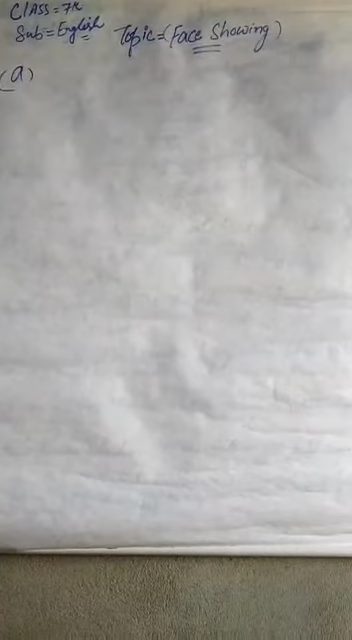 CLASS = 7th
Sub = English Topic = (Face Showing)
(a)